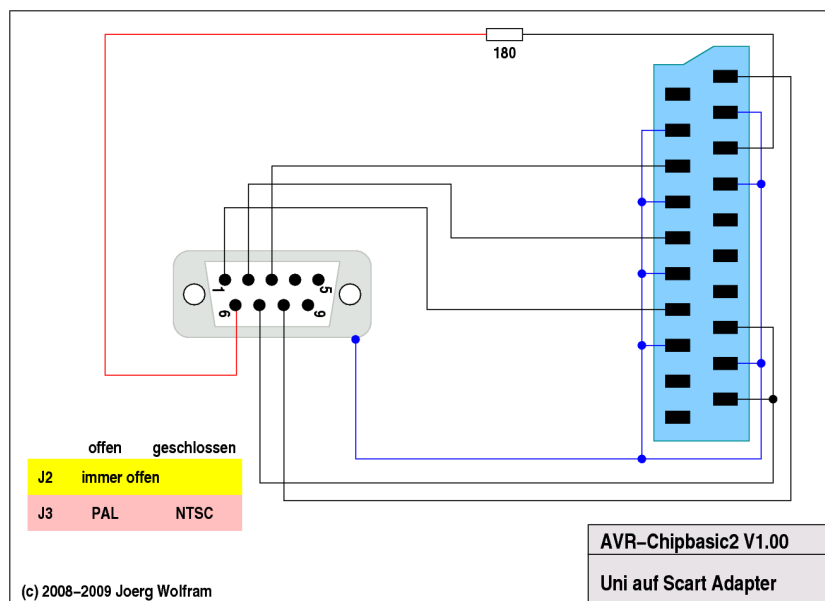 180
1
5
6
9
offen geschlossen
J2 immer offen
J3 PAL NTSC
AVR-Chipbasic2 V1.00
Uni auf Scart Adapter
(c) 2008-2009 Joerg Wolfram